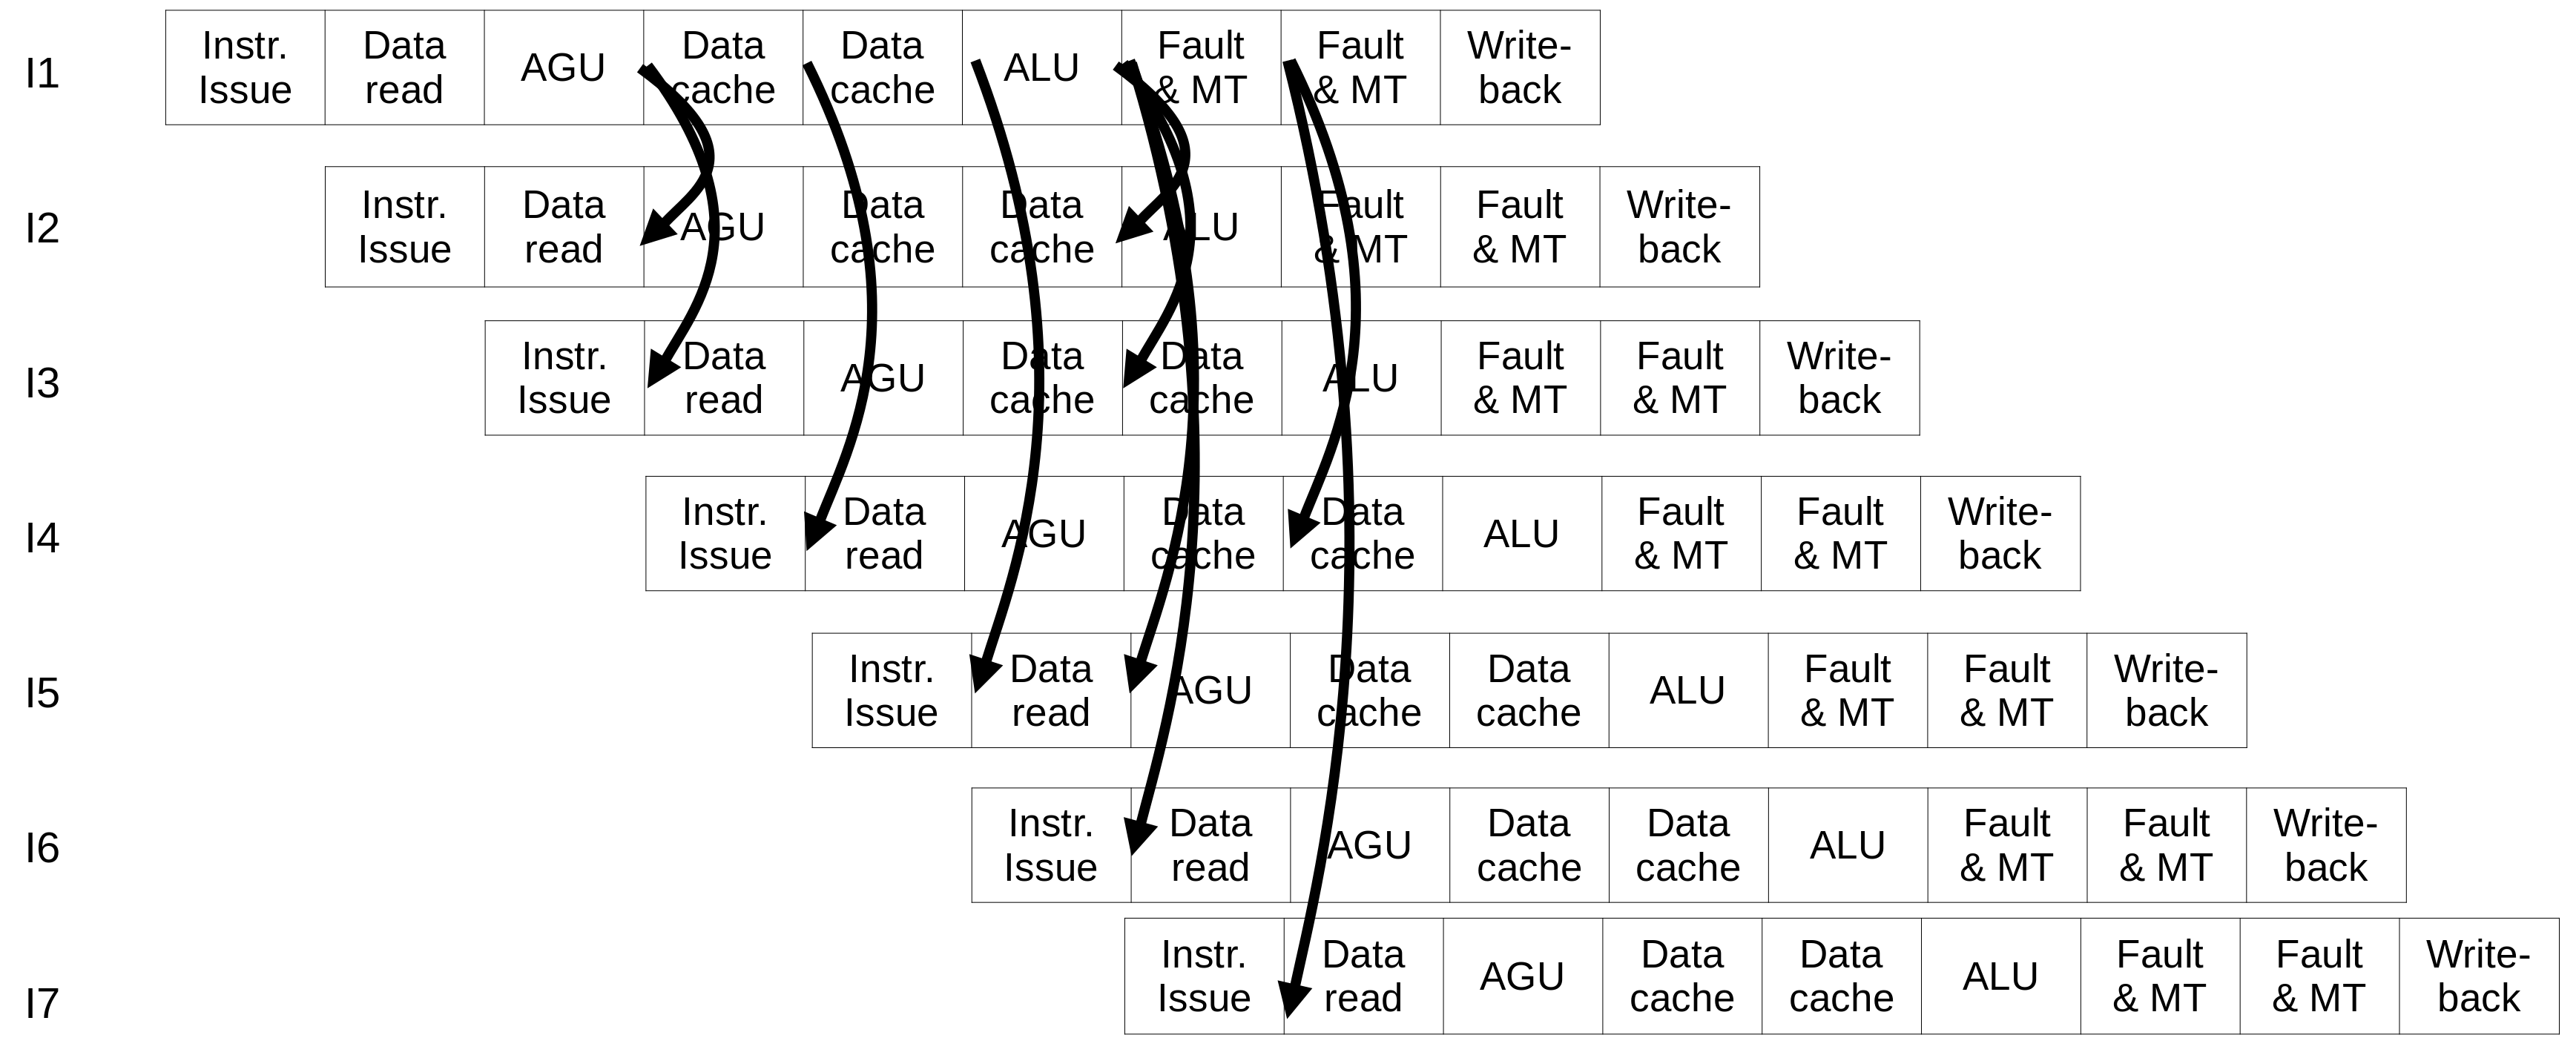 I1
Instr.
Issue
Data
read
AGU
Data
cache
Data
cache
ALU
Fault
& MT
Fault
& MT
Write-
back
I2
Instr.
Issue
Data
read
AGU
Data
cache
Data
cache
ALU
Fault
& MT
Fault
& MT
Write-
back
I3
Instr.
Issue
Data
read
AGU
Data
cache
Data
cache
ALU
Fault
& MT
Fault
& MT
Write-
back
I4
Instr.
Issue
Data
read
AGU
Data
cache
Data
cache
ALU
Fault
& MT
Fault
& MT
Write-
back
I5
Instr.
Issue
Data
read
AGU
Data
cache
Data
cache
ALU
Fault
& MT
Fault
& MT
Write-
back
I6
Instr.
Issue
Data
read
AGU
Data
cache
Data
cache
ALU
Fault
& MT
Fault
& MT
Write-
back
I7
Instr.
Issue
Data
read
AGU
Data
cache
Data
cache
ALU
Fault
& MT
Fault
& MT
Write-
back